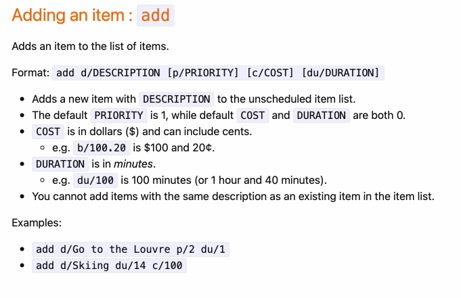 Adding an item : add
Adds an item to the list of items.
Format: add d/DESCRIPTION [p/PRIORITY] [c/COST] [du/DURATION]
• Adds a new item with DESCRIPTION to the unscheduled item list.
• The default PRIORITY is 1, while default COST and DURATION are both 0.
• COST is in dollars ($) and can include cents.
◦ e.g. b/100.20 is $100 and 20¢.
• DURATION is in minutes.
◦ e.g. du/100 is 100 minutes (or 1 hour and 40 minutes).
• You cannot add items with the same description as an existing item in the item list.
Examples:
• add d/Go to the Louvre p/2 du/1
• add d/Skiing du/14 c/100